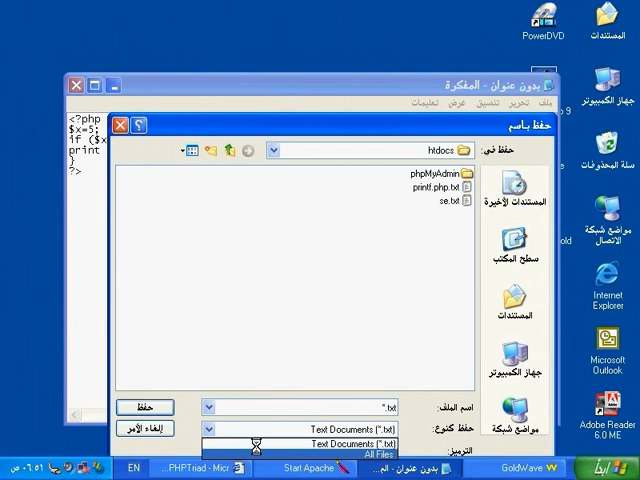 PowerDVD
المستندات
بدون عنوان - المفكرة
ملف تحرير تنسيق عرض تعليمات
جهاز الكمبيوتر
<?php
$x=5;
if ($x
print
}
?>
حفظ باسم
حفظ في:
htdocs
phpMyAdmin
printf.php.txt
se.txt
المستندات الأخيرة
سطح المكتب
المستندات
جهاز الكمبيوتر
مواضع شبكة
سلة المحذوفات
مواضع شبكة
الاتصال
Internet
Explorer
Microsoft
Outlook
Adobe Reader
6.0 ME
اسم الملف:
*.txt
حفظ
حفظ كنوع:
Text Documents (*.txt)
إلغاء الأمر
Text Documents (*.txt)
All Files
الترميز:
ابدأ
GoldWave
بدون عنوان - الم...
Start Apache
...PHPTriad - Micr
EN
٠٦:٥١ ص